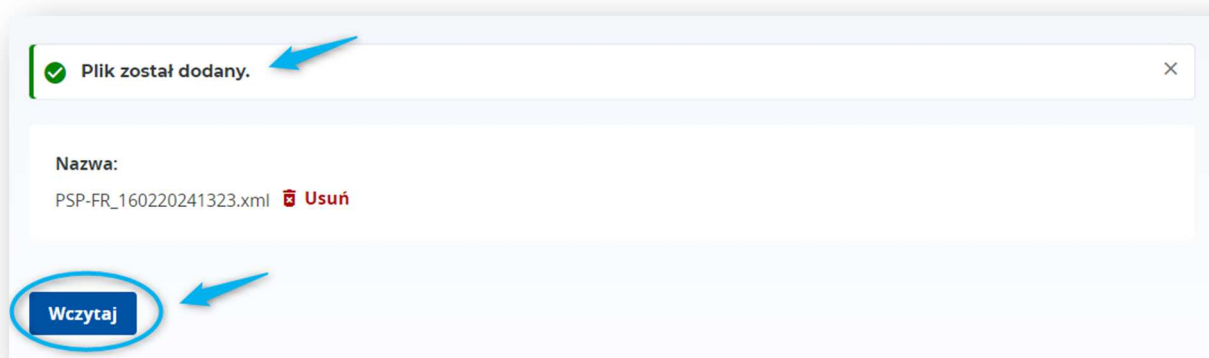 Plik został dodany.
Nazwa:
PSP-FR_160220241323.xml Usuń
Wczytaj